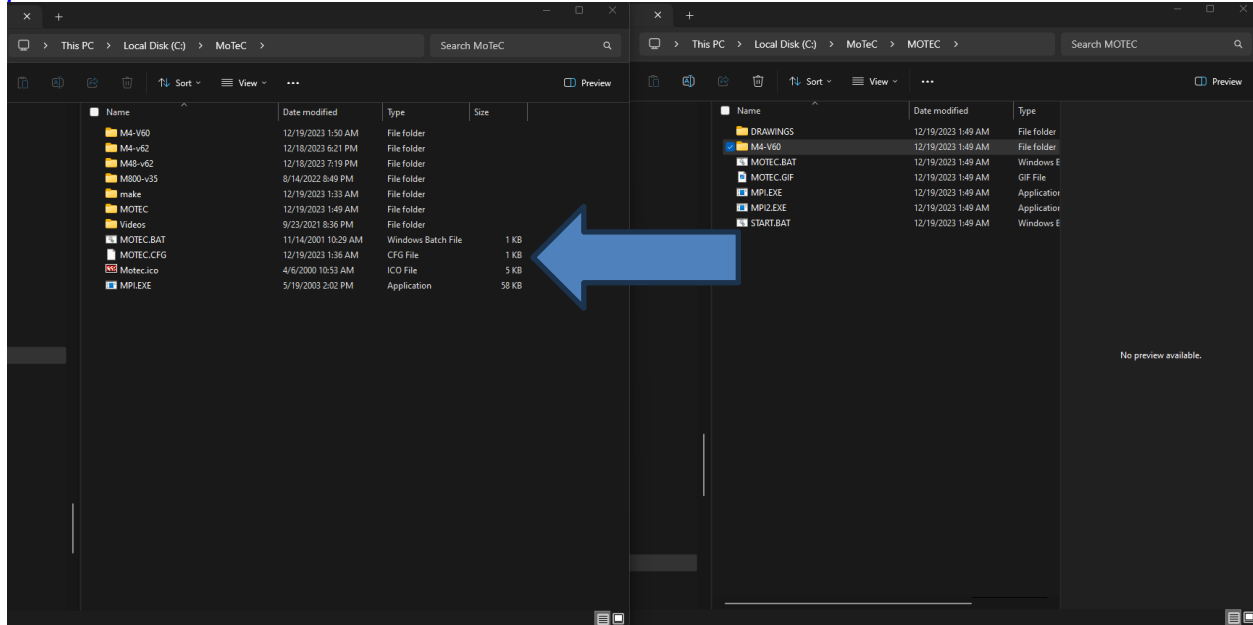 This PC > Local Disk (C:) > MoTeC >
Search MoTeC
Sort
View
Preview
Name Date modified Type Size
M4-V60 12/19/2023 1:50 AM File folder
M4-v62 12/18/2023 6:21 PM File folder
M48-v62 12/18/2023 7:19 PM File folder
M800-v35 8/14/2022 8:49 PM File folder
make 12/19/2023 1:33 AM File folder
MOTEC 12/19/2023 1:49 AM File folder
Videos 9/23/2021 8:36 PM File folder
MOTEC.BAT 11/14/2001 10:29 AM Windows Batch File 1 KB
MOTEC.CFG 12/19/2023 1:36 AM CFG File 1 KB
Motec.ico 4/6/2000 10:53 AM ICO File 5 KB
MPI.EXE 5/19/2003 2:02 PM Application 58 KB
This PC > Local Disk (C:) > MoTeC > MOTEC >
Search MOTEC
Sort
View
Preview
Name Date modified Type
DRAWINGS 12/19/2023 1:49 AM File folder
M4-V60 12/19/2023 1:49 AM File folder
MOTEC.BAT 12/19/2023 1:49 AM Windows E
MOTEC.GIF 12/19/2023 1:49 AM GIF File
MPI.EXE 12/19/2023 1:49 AM Application
MPI2.EXE 12/19/2023 1:49 AM Application
START.BAT 12/19/2023 1:49 AM Windows E
No preview available.